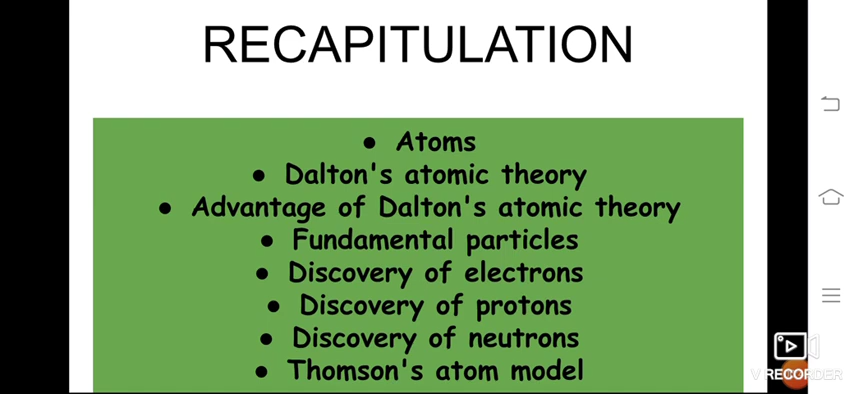 RECAPITULATION
● Atoms
● Dalton's atomic theory
● Advantage of Dalton's atomic theory
● Fundamental particles
● Discovery of electrons
● Discovery of protons
● Discovery of neutrons
● Thomson's atom model
V RECORDER